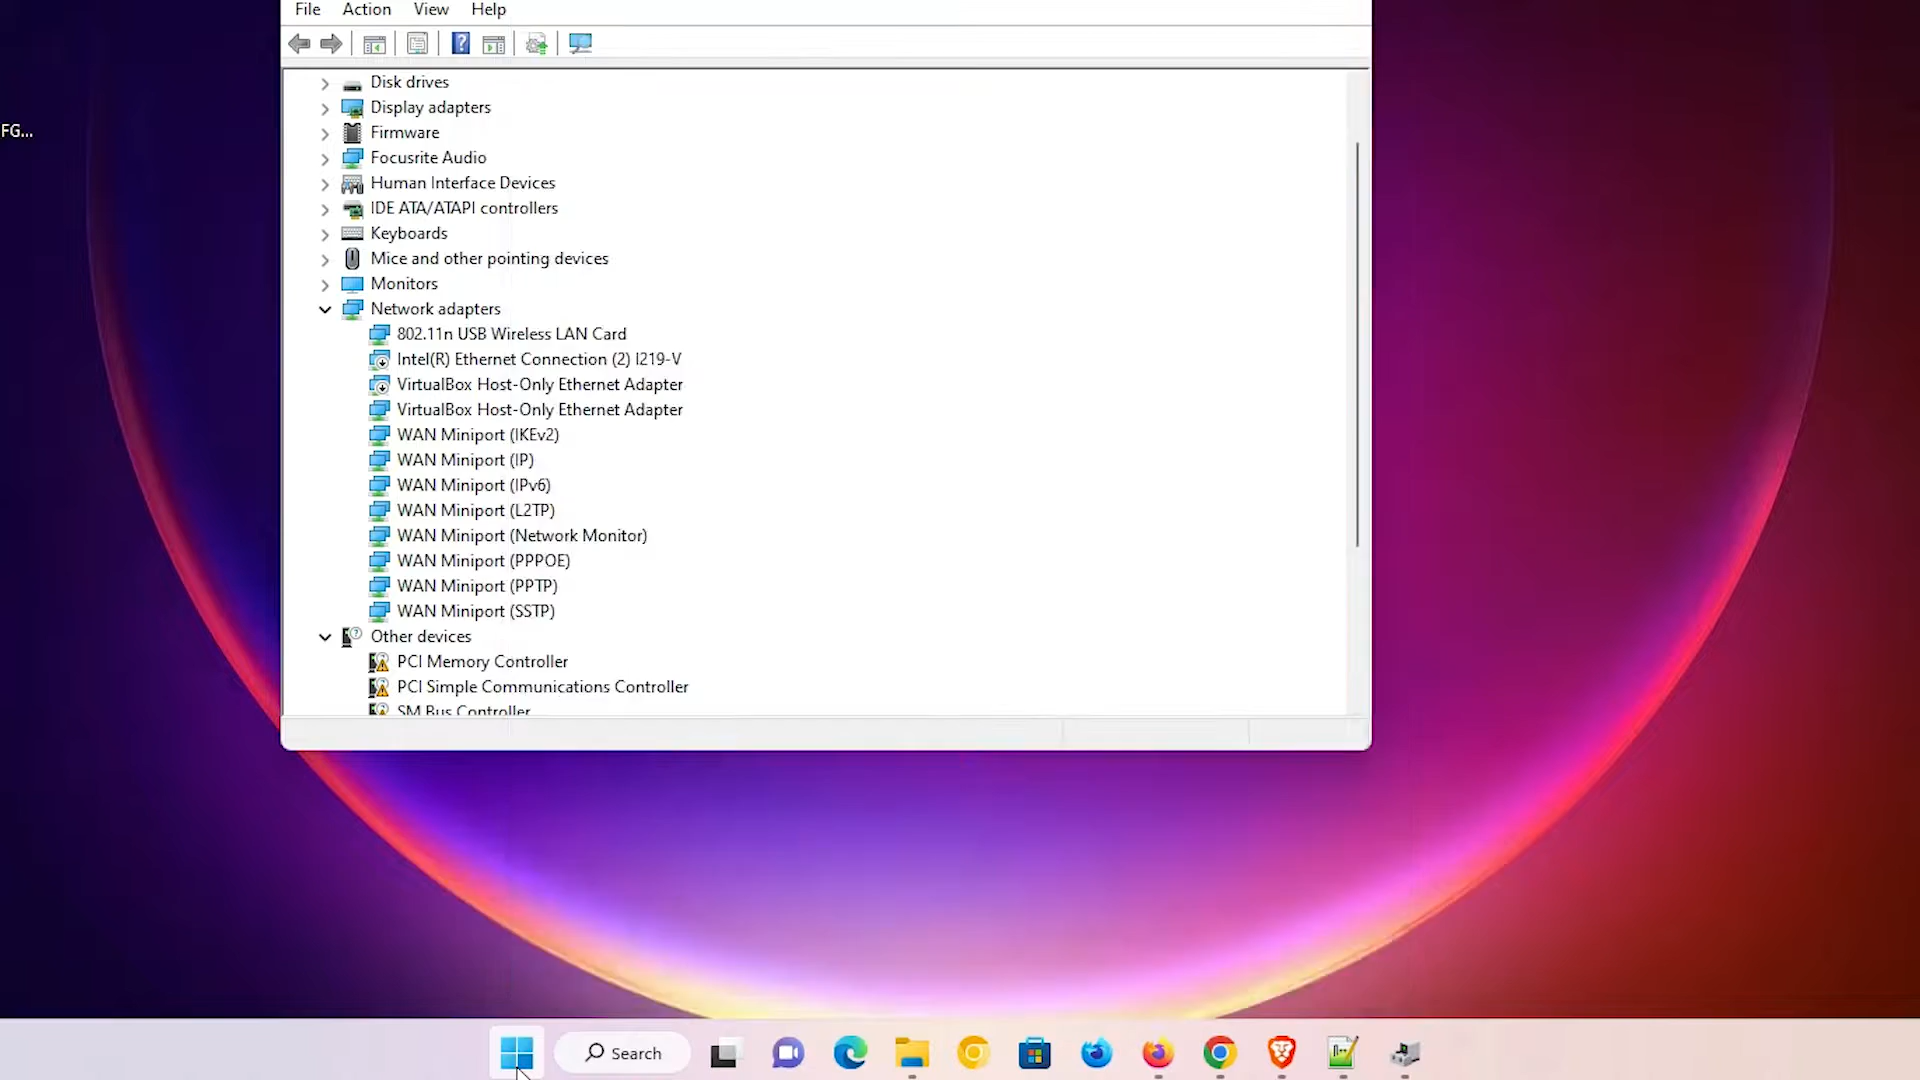 File Action View Help
FG...
Disk drives
Display adapters
Firmware
Focusrite Audio
Human Interface Devices
IDE ATA/ATAPI controllers
Keyboards
Mice and other pointing devices
Monitors
Network adapters
802.11n USB Wireless LAN Card
Intel(R) Ethernet Connection (2) I219-V
VirtualBox Host-Only Ethernet Adapter
VirtualBox Host-Only Ethernet Adapter
WAN Miniport (IKEv2)
WAN Miniport (IP)
WAN Miniport (IPv6)
WAN Miniport (L2TP)
WAN Miniport (Network Monitor)
WAN Miniport (PPPOE)
WAN Miniport (PPTP)
WAN Miniport (SSTP)
Other devices
PCI Memory Controller
PCI Simple Communications Controller
SM Bus Controller
Search